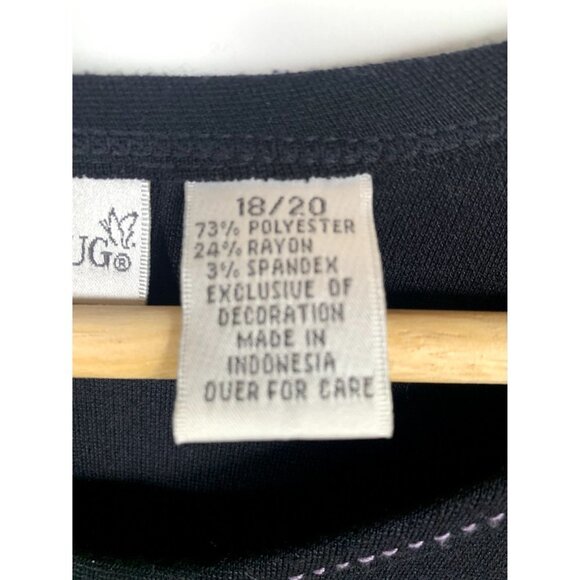 UG®
18/20
73% POLYESTER
24% RAYON
3% SPANDEX
EXCLUSIVE OF
DECORATION
MADE IN
INDONESIA
OVER FOR CARE